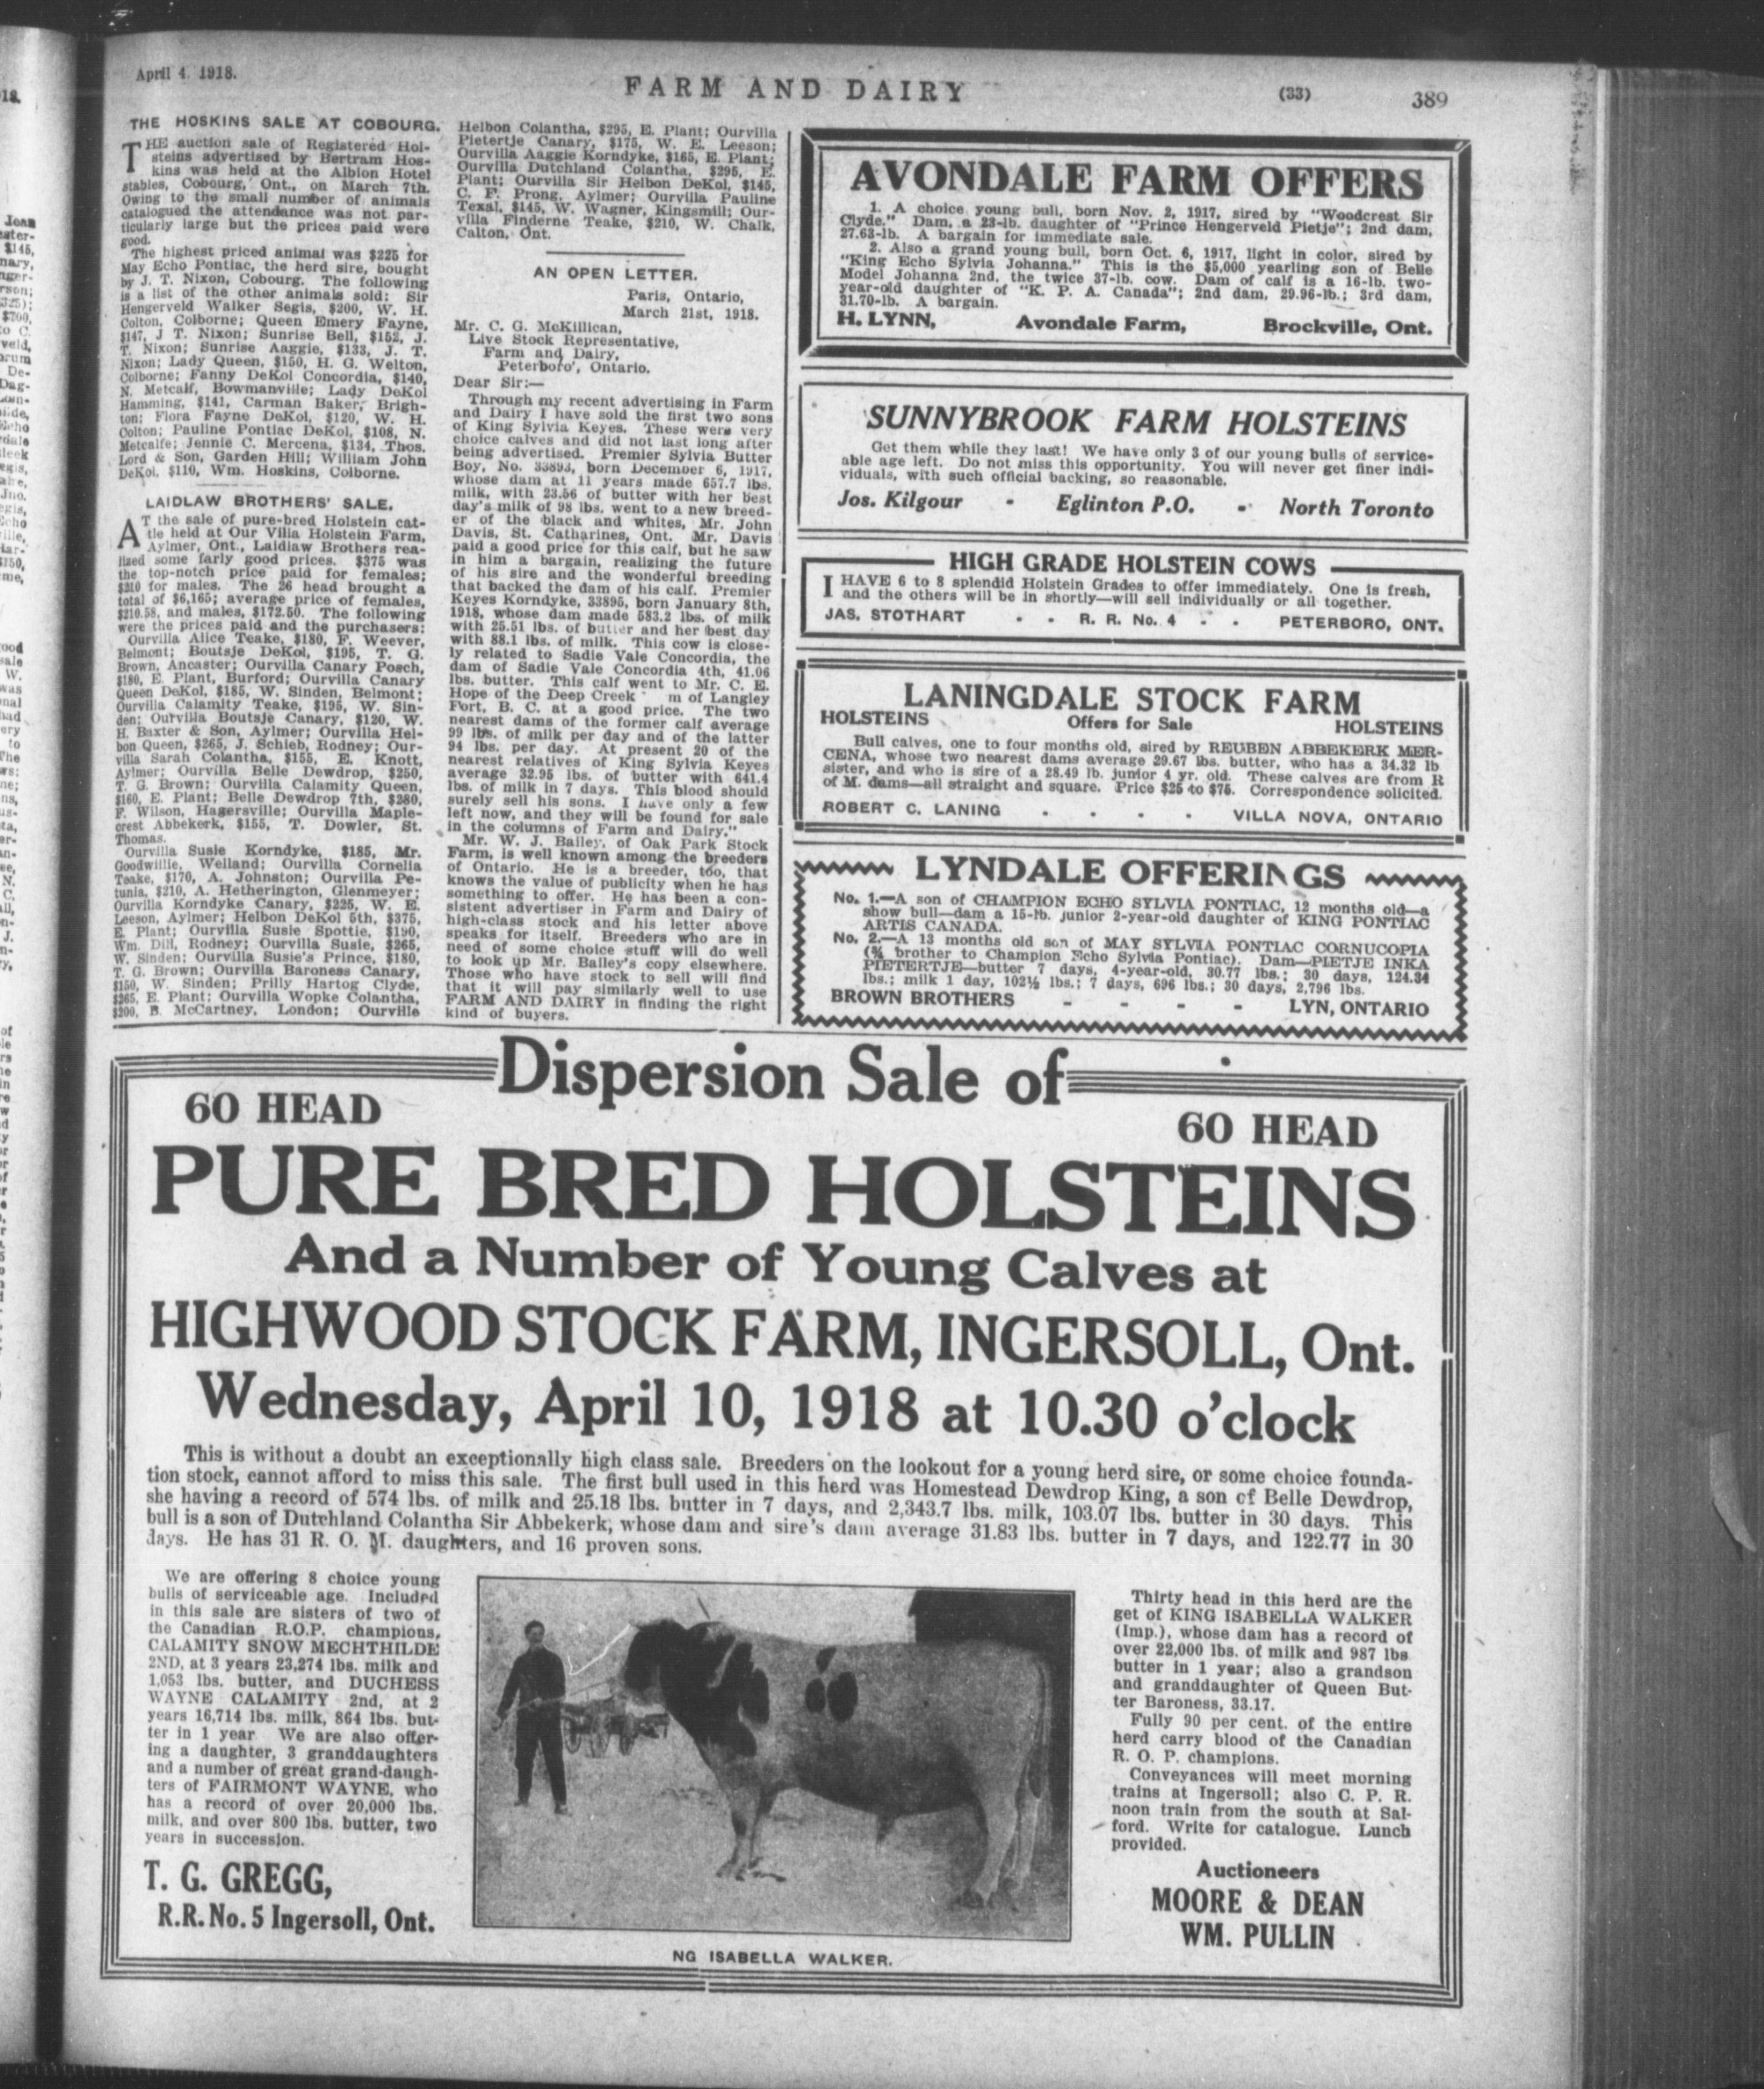 April 4, 1918.
FARM AND DAIRY
(33)
389
THE HOSKINS SALE AT COBOURG.
THE auction sale of Registered Hol-
steins advertised by Bertram Hos-
kins was held at the Albion Hotel
stables, Cobourg, Ont., on March 7th.
Owing to the small number of animals
catalogued the attendance was not par-
ticularly large but the prices paid were
good.
The highest priced animal was $225 for
May Echo Pontiac, the herd sire, bought
by J. T. Nixon, Cobourg. The following
is a list of the other animals sold: Sir
Hengerveld Walker Segis, $200, W. H.
Colton, Colborne; Queen Emery Fayne,
$147, J T. Nixon; Sunrise Bell, $152, J.
T. Nixon; Sunrise Aaggie, $133, J. T.
Nixon; Lady Queen, $150, H. G. Welton,
Colborne; Fanny DeKol Concordia, $140,
N. Metcalf, Bowmanville; Lady DeKol
Hamming, $141, Carman Baker, Brigh-
ton; Flora Fayne DeKol, $120, W. H.
Colton; Pauline Pontiac DeKol, $108, N.
Metcalfe; Jennie C. Mercena, $134, Thos.
Lord & Son, Garden Hill; William John
DeKol, $110, Wm. Hoskins, Colborne.
LAIDLAW BROTHERS' SALE.
AT the sale of pure-bred Holstein cat-
tle held at Our Villa Holstein Farm,
Aylmer, Ont., Laidlaw Brothers rea-
lized some farly good prices. $375 was
the top-notch price paid for females;
$210 for males. The 26 head brought a
total of $6,165; average price of females,
$210.58, and males, $172.50. The following
were the prices paid and the purchasers:
Ourvilla Alice Teake, $180, F. Weever,
Belmont; Boutsje DeKol, $195, T. G.
Brown, Ancaster; Ourvilla Canary Posch,
$180, E. Plant, Burford; Ourvilla Canary
Queen DeKol, $185, W. Sinden, Belmont;
Ourvilla Calamity Teake, $195, W. Sin-
den; Ourvilla Boutsje Canary, $120, W.
H. Baxter & Son, Aylmer; Ourvilla Hel-
bon Queen, $265, J. Schieb, Rodney; Our-
villa Sarah Colantha, $155, E. Knott,
Aylmer; Ourvilla Belle Dewdrop, $250,
T. G. Brown; Ourvilla Calamity Queen,
$160, E. Plant; Belle Dewdrop 7th, $280,
F. Wilson, Hagersville; Ourvilla Maple-
crest Abbekerk, $155, T. Dowler, St.
Thomas.
Ourvilla Susie Korndyke, $185, Mr.
Goodwillie, Welland; Ourvilla Cornelia
Teake, $170, A. Johnston; Ourvilla Pe-
tunia, $210, A. Hetherington, Glenmeyer;
Ourvilla Korndyke Canary, $225, W. E.
Leeson, Aylmer; Helbon DeKol 5th, $375,
E. Plant; Ourvilla Susie Spottie, $190,
Wm. Dill, Rodney; Ourvilla Susie, $265,
W. Sinden; Ourvilla Susie's Prince, $180,
T. G. Brown; Ourvilla Baroness Canary,
$150, W. Sinden; Prilly Hartog Clyde,
$265, E. Plant; Ourvilla Wopke Colantha,
$200, B. McCartney, London; Ourville
Helbon Colantha, $295, E. Plant; Ourvilla
Pietertje Canary, $175, W. E. Leeson;
Ourvilla Aaggie Korndyke, $165, E. Plant;
Ourvilla Dutchland Colantha, $295, E.
Plant; Ourvilla Sir Helbon DeKol, $145,
C. F. Prong, Aylmer; Ourvilla Pauline
Texal, $145, W. Wagner, Kingsmill; Our-
villa Finderne Teake, $210, W. Chalk,
Calton, Ont.
AN OPEN LETTER.
Paris, Ontario,
March 21st, 1918.
Mr. C. G. McKillican,
Live Stock Representative,
Farm and Dairy,
Peterboro', Ontario.
Dear Sir:—
Through my recent advertising in Farm
and Dairy I have sold the first two sons
of King Sylvia Keyes. These were very
choice calves and did not last long after
being advertised. Premier Sylvia Butter
Boy, No. 33893, born December 6, 1917,
whose dam at 11 years made 657.7 lbs.
milk, with 23.56 of butter with her best
day's milk of 98 lbs. went to a new breed-
er of the black and whites, Mr. John
Davis, St. Catharines, Ont. Mr. Davis
paid a good price for this calf, but he saw
in him a bargain, realizing the future
of his sire and the wonderful breeding
that backed the dam of his calf. Premier
Keyes Korndyke, 33895, born January 8th,
1918, whose dam made 583.2 lbs. of milk
with 25.51 lbs. of butter and her best day
with 88.1 lbs. of milk. This cow is close-
ly related to Sadie Vale Concordia, the
dam of Sadie Vale Concordia 4th, 41.06
lbs. butter. This calf went to Mr. C. E.
Hope of the Deep Creek m of Langley
Fort, B. C. at a good price. The two
nearest dams of the former calf average
99 lbs. of milk per day and of the latter
94 lbs. per day. At present 20 of the
nearest relatives of King Sylvia Keyes
average 32.95 lbs. of butter with 641.4
lbs. of milk in 7 days. This blood should
surely sell his sons. I have only a few
left now, and they will be found for sale
in the columns of Farm and Dairy."
Mr. W. J. Bailey, of Oak Park Stock
Farm, is well known among the breeders
of Ontario. He is a breeder, too, that
knows the value of publicity when he has
something to offer. He has been a con-
sistent advertiser in Farm and Dairy of
high-class stock and his letter above
speaks for itself. Breeders who are in
need of some choice stuff will do well
to look up Mr. Bailey's copy elsewhere.
Those who have stock to sell will find
that it will pay similarly well to use
FARM AND DAIRY in finding the right
kind of buyers.
AVONDALE FARM OFFERS
1. A choice young bull, born Nov. 2, 1917, sired by "Woodcrest Sir
Clyde." Dam, a 23-lb. daughter of "Prince Hengerveld Pietje"; 2nd dam,
27.63-lb. A bargain for immediate sale.
2. Also a grand young bull, born Oct. 6, 1917, light in color, sired by
"King Echo Sylvia Johanna." This is the $5,000 yearling son of Belle
Model Johanna 2nd, the twice 37-lb. cow. Dam of calf is a 16-lb. two-
year-old daughter of "K. P. A. Canada"; 2nd dam, 29.96-lb.; 3rd dam,
31.70-lb. A bargain.
H. LYNN, Avondale Farm, Brockville, Ont.
SUNNYBROOK FARM HOLSTEINS
Get them while they last! We have only 3 of our young bulls of service-
able age left. Do not miss this opportunity. You will never get finer indi-
viduals, with such official backing, so reasonable.
Jos. Kilgour - Eglinton P.O. - North Toronto
HIGH GRADE HOLSTEIN COWS
I HAVE 6 to 8 splendid Holstein Grades to offer immediately. One is fresh,
and the others will be in shortly—will sell individually or all together.
JAS. STOTHART - - R. R. No. 4 - - PETERBORO, ONT.
LANINGDALE STOCK FARM
HOLSTEINS Offers for Sale HOLSTEINS
Bull calves, one to four months old, sired by REUBEN ABBEKERK MER-
CENA, whose two nearest dams average 29.67 lbs. butter, who has a 34.32 lb
sister, and who is sire of a 28.49 lb. junior 4 yr. old. These calves are from R
of M. dams—all straight and square. Price $25 to $75. Correspondence solicited.
ROBERT C. LANING . . . . VILLA NOVA, ONTARIO
LYNDALE OFFERINGS
No. 1.—A son of CHAMPION ECHO SYLVIA PONTIAC, 12 months old—a
show bull—dam a 15-lb. junior 2-year-old daughter of KING PONTIAC
ARTIS CANADA.
No. 2.—A 13 months old son of MAY SYLVIA PONTIAC CORNUCOPIA
(¾ brother to Champion Echo Sylvia Pontiac). Dam—PIETJE INKA
PIETERTJE—butter 7 days, 4-year-old, 30.77 lbs.; 30 days, 124.34
lbs.; milk 1 day, 102½ lbs.; 7 days, 696 lbs.; 30 days, 2,796 lbs.
BROWN BROTHERS - - - - LYN, ONTARIO
Dispersion Sale of
60 HEAD
60 HEAD
PURE BRED HOLSTEINS
And a Number of Young Calves at
HIGHWOOD STOCK FARM, INGERSOLL, Ont.
Wednesday, April 10, 1918 at 10.30 o'clock
This is without a doubt an exceptionally high class sale. Breeders on the lookout for a young herd sire, or some choice founda-
tion stock, cannot afford to miss this sale. The first bull used in this herd was Homestead Dewdrop King, a son of Belle Dewdrop,
she having a record of 574 lbs. of milk and 25.18 lbs. butter in 7 days, and 2,343.7 lbs. milk, 103.07 lbs. butter in 30 days. This
bull is a son of Dutchland Colantha Sir Abbekerk, whose dam and sire's dam average 31.83 lbs. butter in 7 days, and 122.77 in 30
days. He has 31 R. O. M. daughters, and 16 proven sons.
We are offering 8 choice young
bulls of serviceable age. Included
in this sale are sisters of two of
the Canadian R.O.P. champions,
CALAMITY SNOW MECHTHILDE
2ND, at 3 years 23,274 lbs. milk and
1,053 lbs. butter, and DUCHESS
WAYNE CALAMITY 2nd, at 2
years 16,714 lbs. milk, 864 lbs. but-
ter in 1 year We are also offer-
ing a daughter, 3 granddaughters
and a number of great grand-daugh-
ters of FAIRMONT WAYNE, who
has a record of over 20,000 lbs.
milk, and over 800 lbs. butter, two
years in succession.
T. G. GREGG,
R.R. No. 5 Ingersoll, Ont.
NG ISABELLA WALKER.
Thirty head in this herd are the
get of KING ISABELLA WALKER
(Imp.), whose dam has a record of
over 22,000 lbs. of milk and 987 lbs
butter in 1 year; also a grandson
and granddaughter of Queen But-
ter Baroness, 33.17.
Fully 90 per cent. of the entire
herd carry blood of the Canadian
R. O. P. champions.
Conveyances will meet morning
trains at Ingersoll; also C. P. R.
noon train from the south at Sal-
ford. Write for catalogue. Lunch
provided.
Auctioneers
MOORE & DEAN
WM. PULLIN